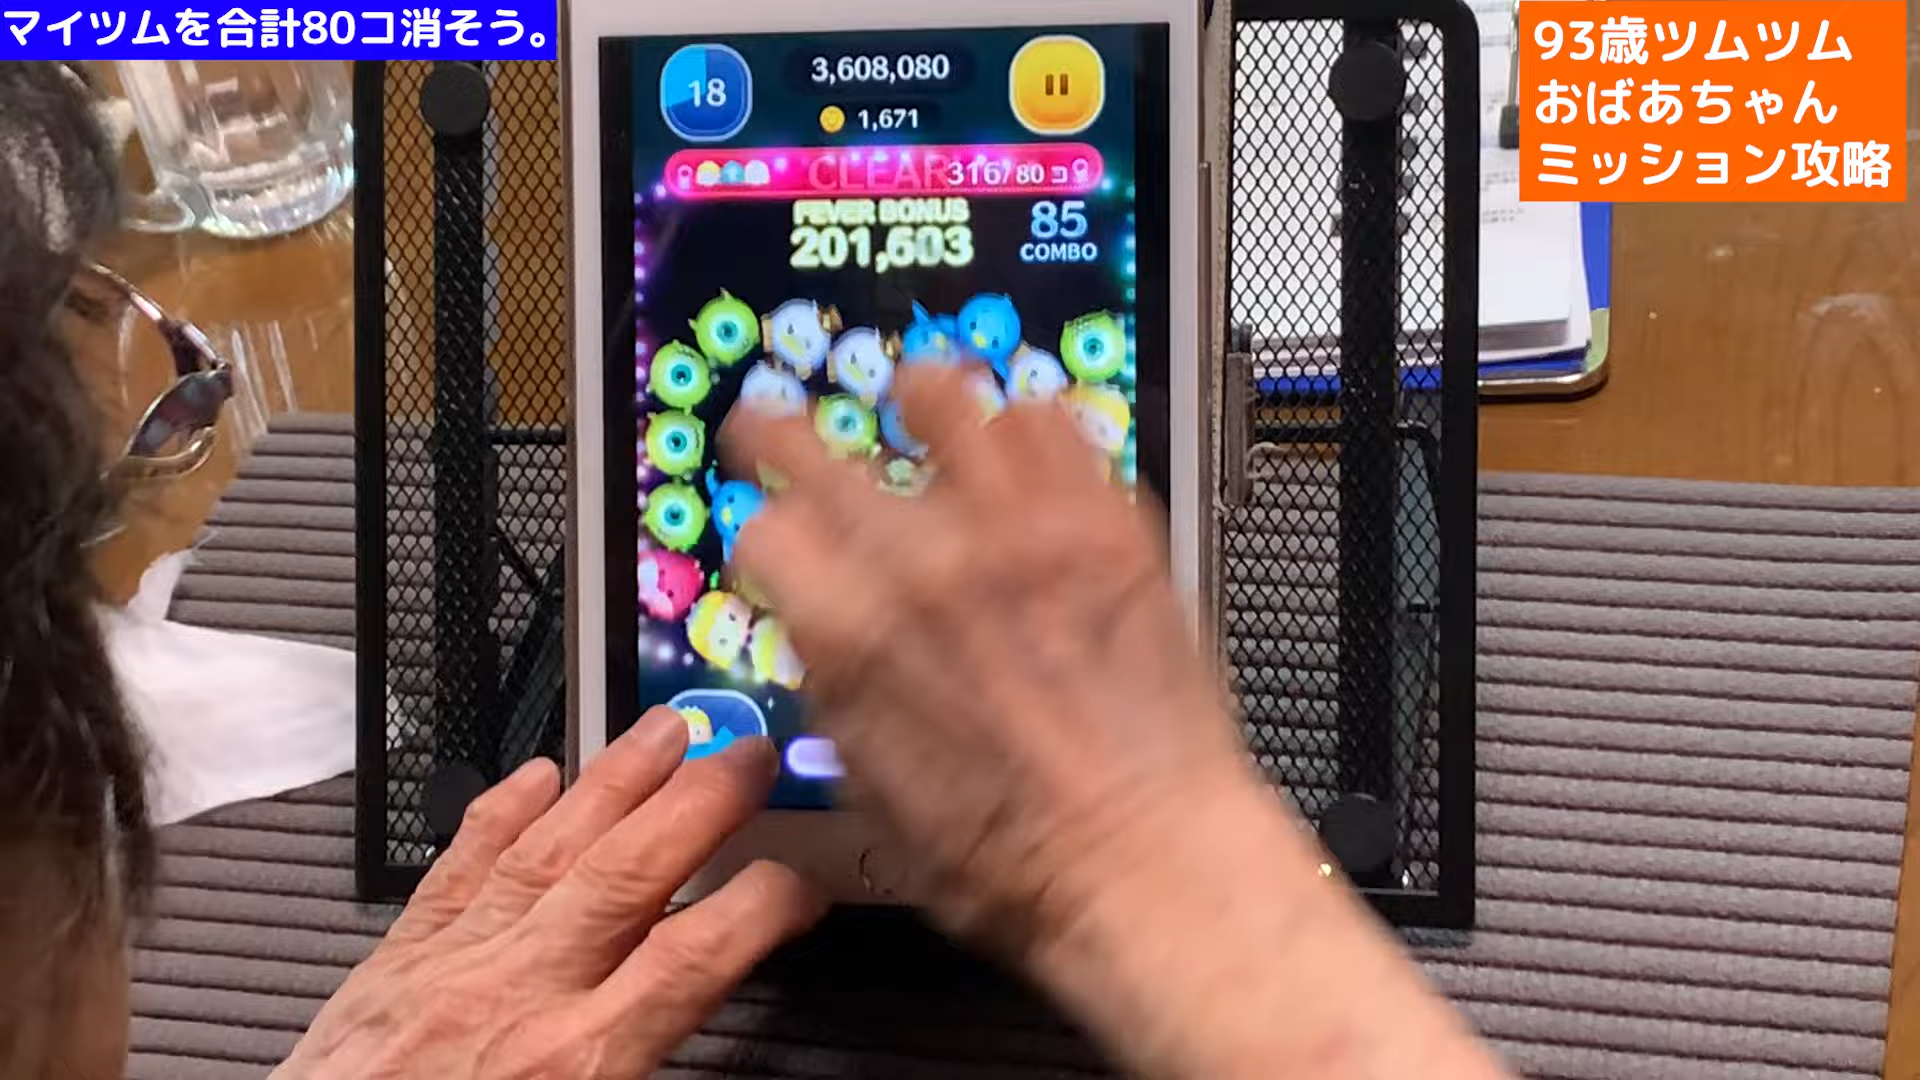 マイツムを合計80コ消そう。
93歳ツムツム
おばあちゃん
ミッション攻略
18
3,608,080
1,671
CLEAR
316/80コ
FEVER BONUS
201,603
85
COMBO